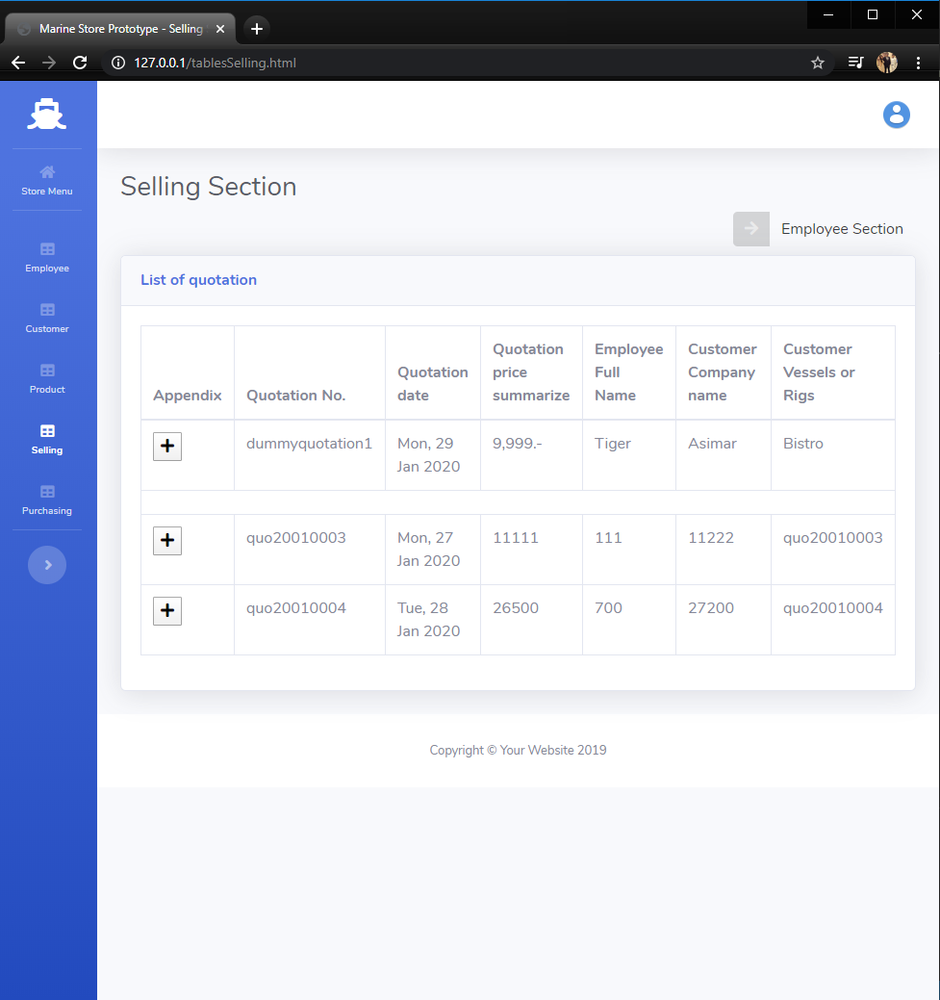 Marine Store Prototype - Selling
127.0.0.1/tablesSelling.html
Store Menu
Employee
Customer
Product
Selling
Purchasing
Selling Section
Employee Section
List of quotation
Appendix Quotation No. Quotation date Quotation price summarize Employee Full Name Customer Company name Customer Vessels or Rigs
dummyquotation1 Mon, 29 Jan 2020 9,999.- Tiger Asimar Bistro
quo20010003 Mon, 27 Jan 2020 11111 111 11222 quo20010003
quo20010004 Tue, 28 Jan 2020 26500 700 27200 quo20010004
Copyright © Your Website 2019